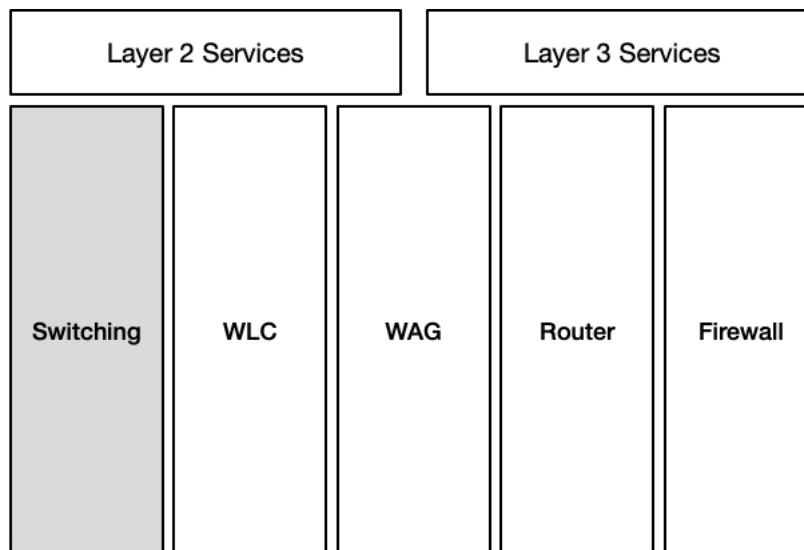 Layer 2 Services
Layer 3 Services
Switching
WLC
WAG
Router
Firewall